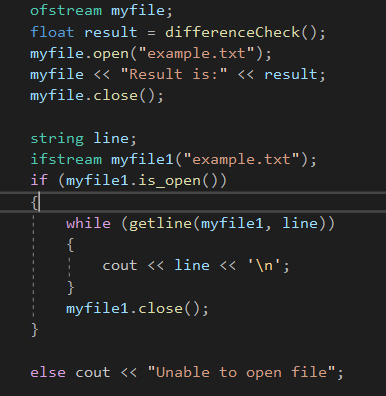 ofstream myfile;
float result = differenceCheck();
myfile.open("example.txt");
myfile << "Result is:" << result;
myfile.close();
string line;
ifstream myfile1("example.txt");
if (myfile1.is_open())
{
while (getline(myfile1, line))
{
cout << line << '\n';
}
myfile1.close();
}
else cout << "Unable to open file";